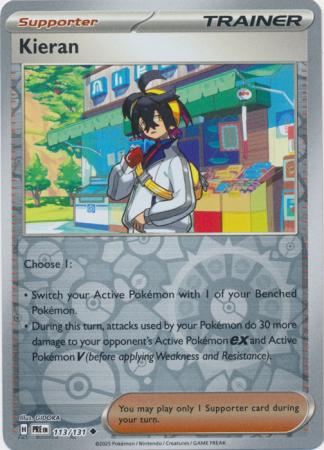 Supporter
TRAINER
Kieran
Choose 1:
• Switch your Active Pokémon with 1 of your Benched
Pokémon.
• During this turn, attacks used by your Pokémon do 30 more
damage to your opponent's Active Pokémon ex and Active
Pokémon V (before applying Weakness and Resistance).
Illus. GIDORA
You may play only 1 Supporter card during your turn.
H PRE EN 113/131 ◆
©2025 Pokémon / Nintendo / Creatures / GAME FREAK